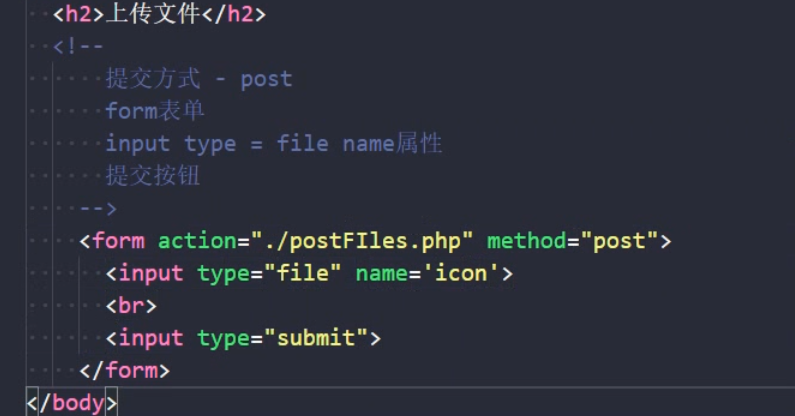 <h2>上传文件</h2>
<!--
提交方式 - post
form表单
input type = file name属性
提交按钮
-->
<form action="./postFIles.php" method="post">
<input type="file" name='icon'>
<br>
<input type="submit">
</form>
</body>